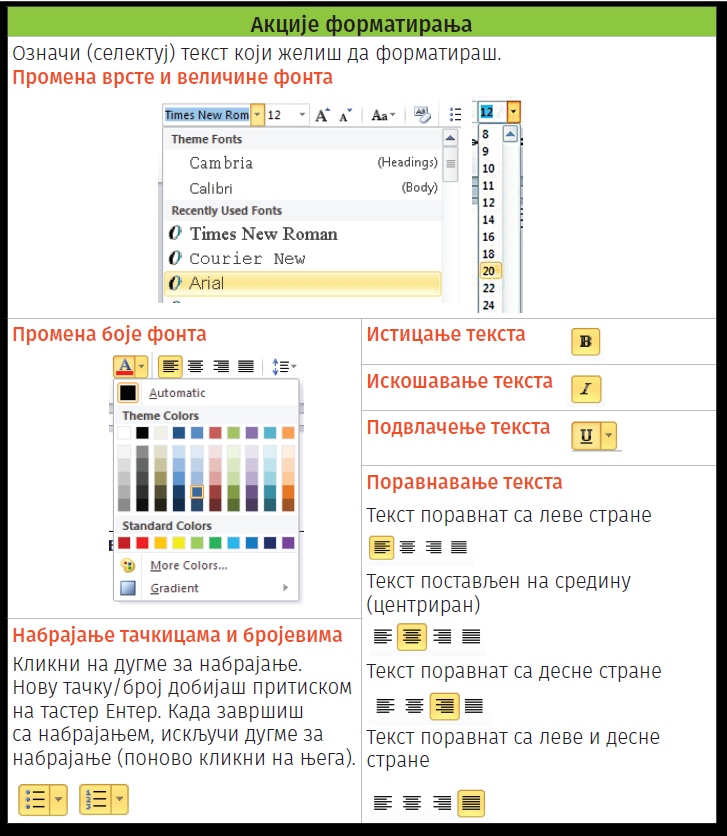 Акције форматирања
Означи (селектуј) текст који желиш да форматираш.
Промена врсте и величине фонта
Times New Rom 12 A A Aa
Theme Fonts
Cambria (Headings)
Calibri (Body)
Recently Used Fonts
O Times New Roman
O Courier New
O Arial
12
8
9
10
11
12
14
16
18
20
22
24
Промена боје фонта
A
Automatic
Theme Colors
Standard Colors
More Colors...
Gradient
Набрајање тачкицама и бројевима
Кликни на дугме за набрајање.
Нову тачку/број добијаш притиском
на тастер Ентер. Када завршиш
са набрајањем, искључи дугме за
набрајање (поново кликни на њега).
1
2
3
Истицање текста B
Искошавање текста I
Подвлачење текста U
Поравнавање текста
Текст поравнат са леве стране
Текст постављен на средину
(центриран)
Текст поравнат са десне стране
Текст поравнат са леве и десне
стране